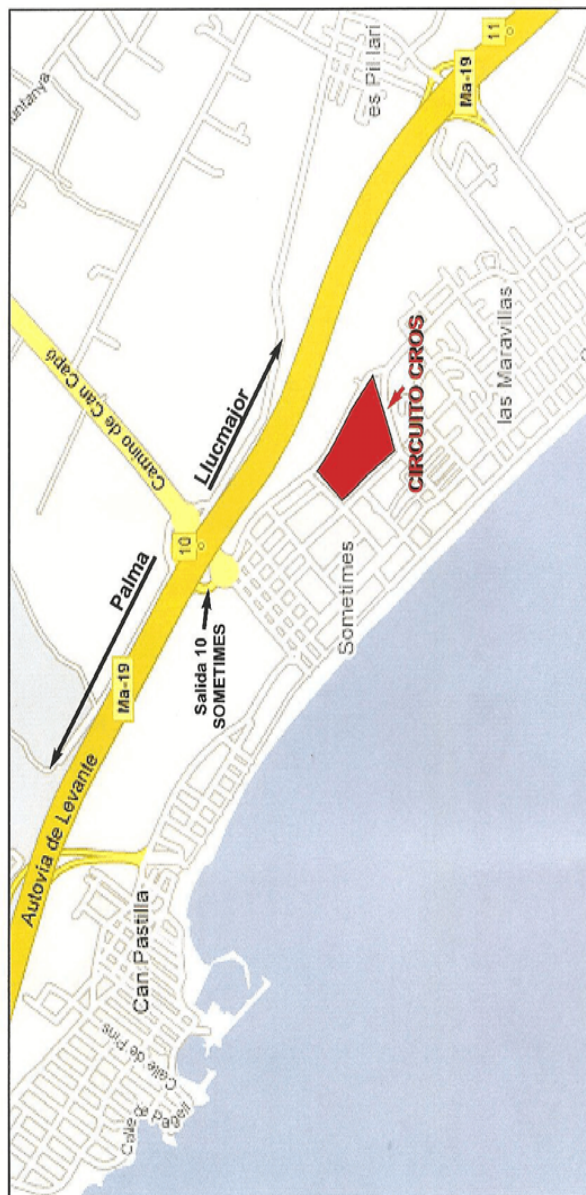 Autovia de Levante
Ma-19
Palma
Camino de Can Capó
10
Llucmajor
Salida 10
SOMETIMES
es Pil·lari
Ma-19
11
Can Pastilla
Calle de Pins
Sometimes
CIRCUITO CROS
las Maravillas